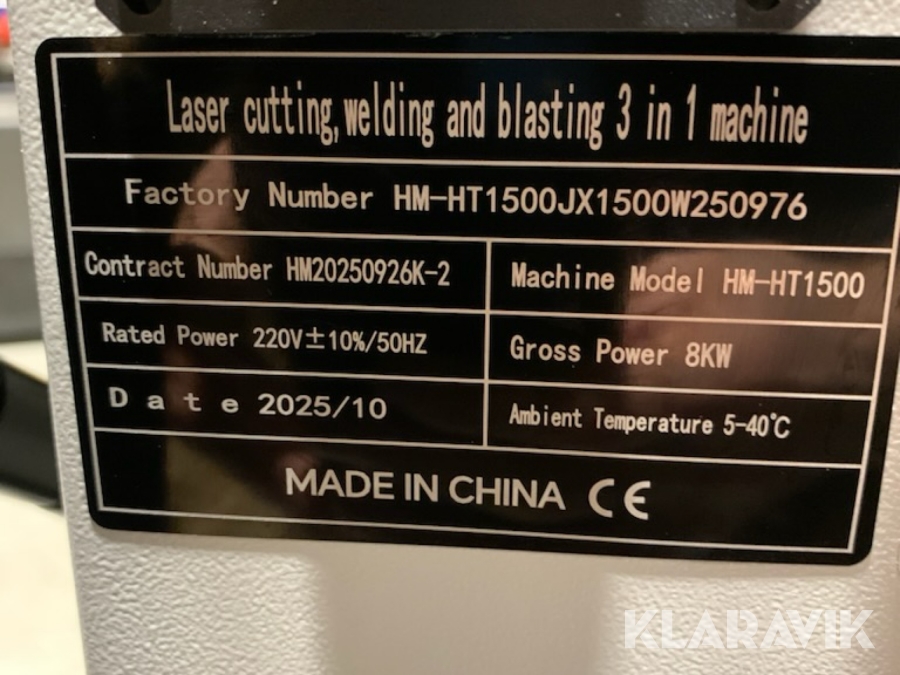 Laser cutting,welding and blasting 3 in 1 machine
Factory Number HM-HT1500JX1500W250976
Contract Number HM20250926K-2
Machine Model HM-HT1500
Rated Power 220V±10%/50HZ
Gross Power 8KW
Date 2025/10
Ambient Temperature 5-40℃
MADE IN CHINA CE
KLARAVIK